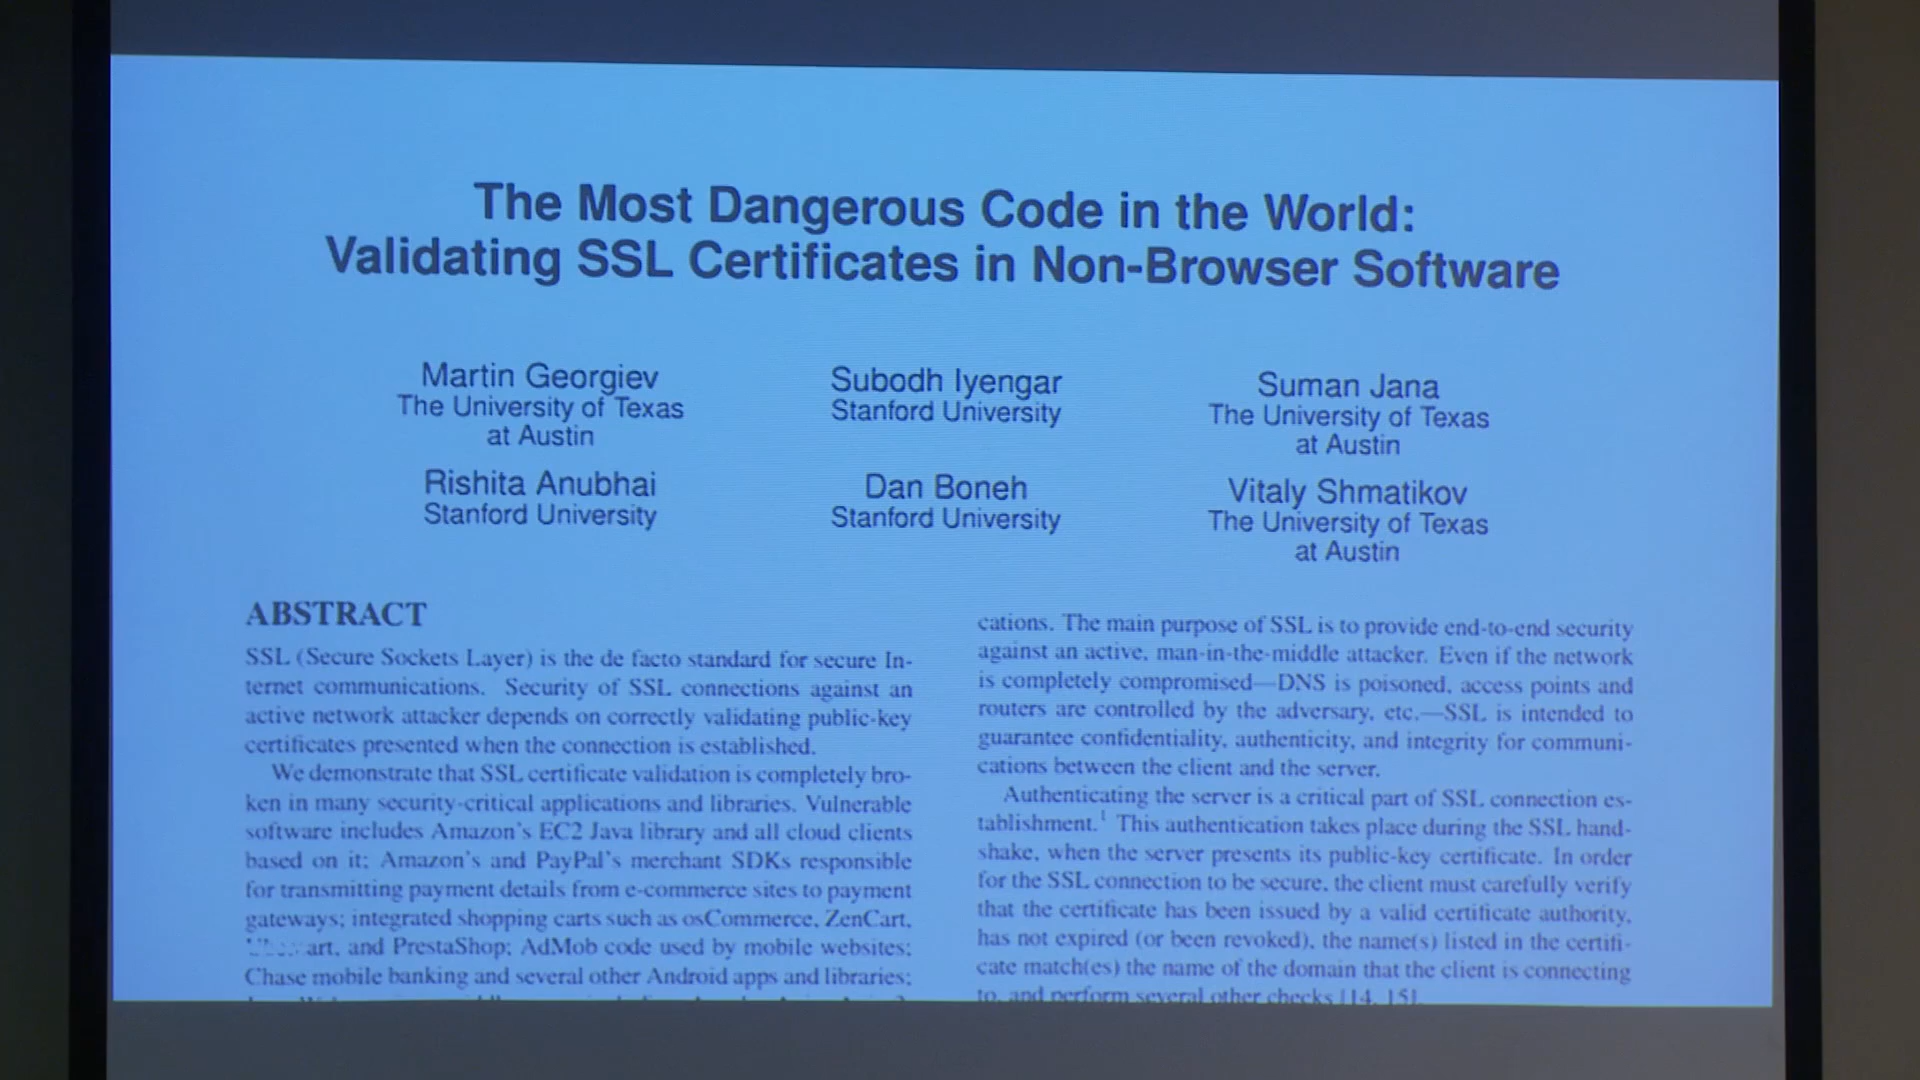 The Most Dangerous Code in the World:
Validating SSL Certificates in Non-Browser Software
Martin Georgiev
The University of Texas
at Austin
Subodh Iyengar
Stanford University
Suman Jana
The University of Texas
at Austin
Rishita Anubhai
Stanford University
Dan Boneh
Stanford University
Vitaly Shmatikov
The University of Texas
at Austin
ABSTRACT
SSL (Secure Sockets Layer) is the de facto standard for secure In-
ternet communications. Security of SSL connections against an
active network attacker depends on correctly validating public-key
certificates presented when the connection is established.
We demonstrate that SSL certificate validation is completely bro-
ken in many security-critical applications and libraries. Vulnerable
software includes Amazon's EC2 Java library and all cloud clients
based on it; Amazon's and PayPal's merchant SDKs responsible
for transmitting payment details from e-commerce sites to payment
gateways; integrated shopping carts such as osCommerce, ZenCart,
and PrestaShop; AdMob code used by mobile websites;
Chase mobile banking and several other Android apps and libraries;
cations. The main purpose of SSL is to provide end-to-end security
against an active, man-in-the-middle attacker. Even if the network
is completely compromised—DNS is poisoned, access points and
routers are controlled by the adversary, etc.—SSL is intended to
guarantee confidentiality, authenticity, and integrity for communi-
cations between the client and the server.
Authenticating the server is a critical part of SSL connection es-
tablishment.1 This authentication takes place during the SSL hand-
shake, when the server presents its public-key certificate. In order
for the SSL connection to be secure, the client must carefully verify
that the certificate has been issued by a valid certificate authority,
has not expired (or been revoked), the name(s) listed in the certifi-
cate match(es) the name of the domain that the client is connecting
to, and perform several other checks [14, 15].